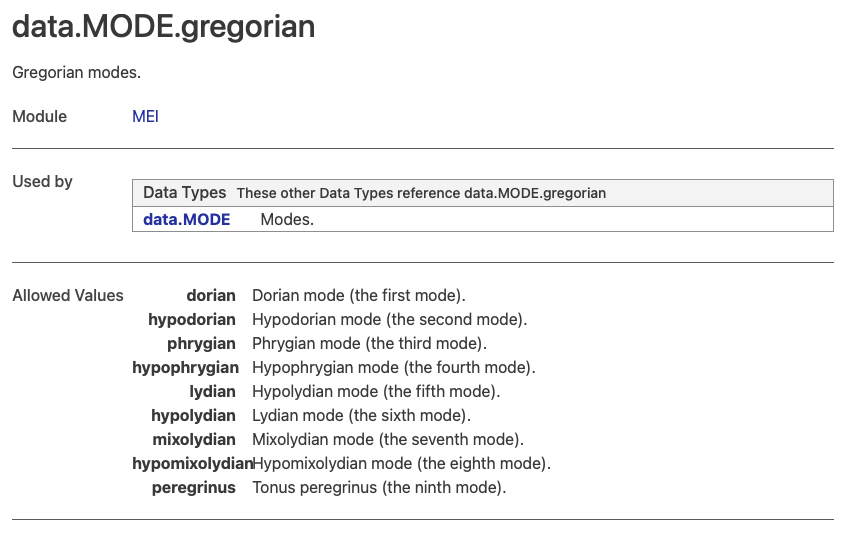 data.MODE.gregorian
Gregorian modes.
Module MEI
Used by
Data Types These other Data Types reference data.MODE.gregorian
data.MODE Modes.
Allowed Values dorian Dorian mode (the first mode).
hypodorian Hypodorian mode (the second mode).
phrygian Phrygian mode (the third mode).
hypophrygian Hypophrygian mode (the fourth mode).
lydian Hypolydian mode (the fifth mode).
hypolydian Lydian mode (the sixth mode).
mixolydian Mixolydian mode (the seventh mode).
hypomixolydian Hypomixolydian mode (the eighth mode).
peregrinus Tonus peregrinus (the ninth mode).